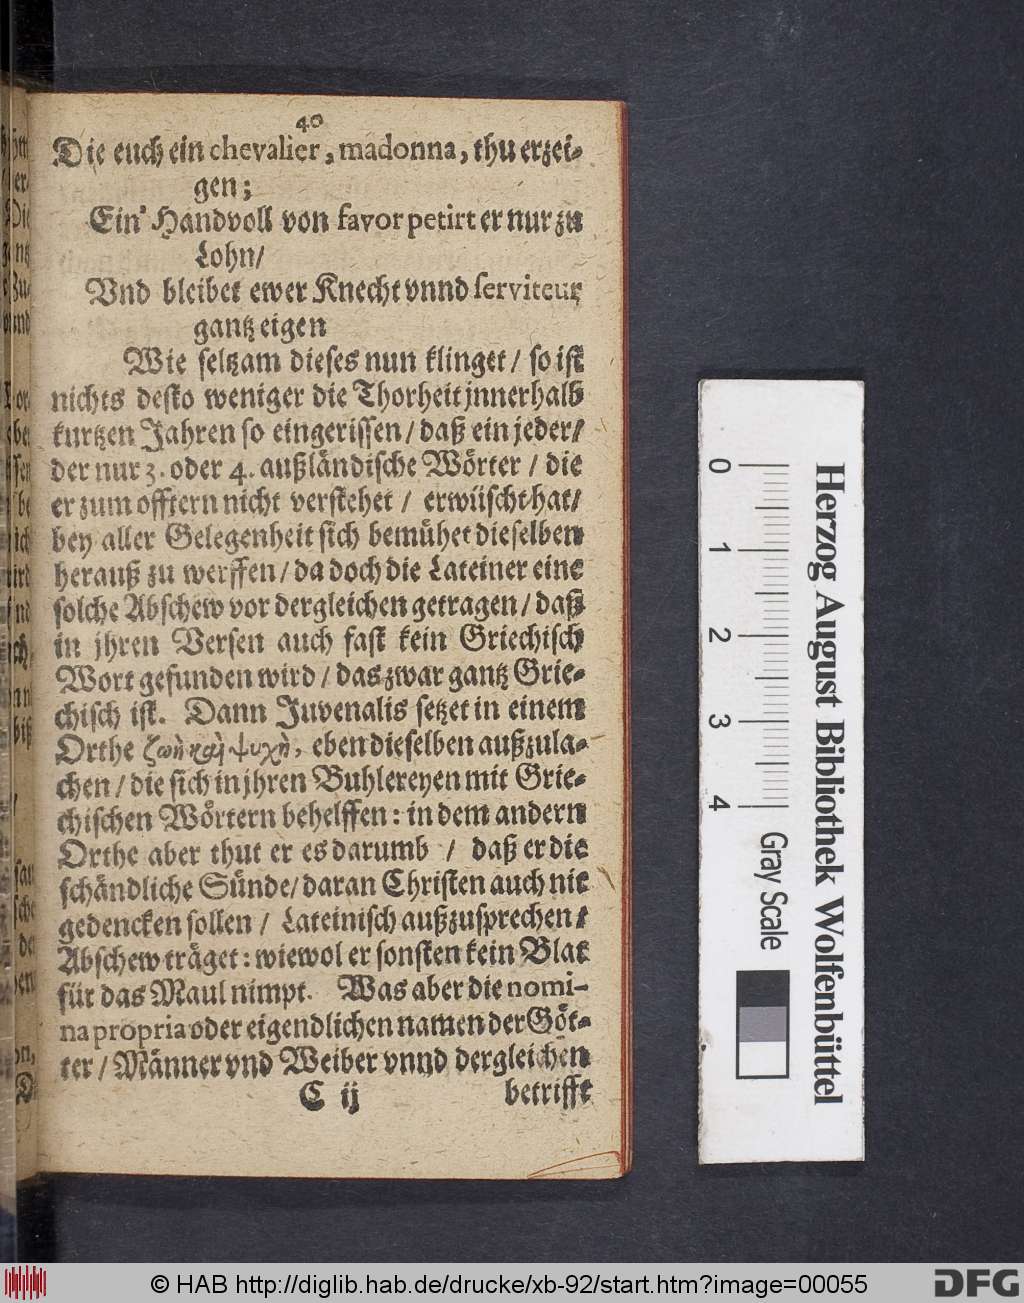 40
Die euch ein chevalier, madonna, thu erzei-
gen;
Ein' Handvoll von favor petirt er nur zu
Lohn/
Vnd bleibet ewer Knecht vnnd serviteur
gantz eigen
Wie seltzam dieses nun klinget / so ist
nichts desto weniger die Thorheit jnnerhalb
kurtzen Jahren so eingerissen / daß ein jeder/
der nur 3. oder 4. außländische Wörter / die
er zum offtern nicht verstehet / erwüscht hat/
bey aller Gelegenheit sich bemühet dieselben
herauß zu werffen / da doch die Lateiner eine
solche Abschew vor dergleichen getragen / daß
in jhren Versen auch fast kein Griechisch
Wort gefunden wird / das zwar gantz Grie-
chisch ist. Dann Juvenalis setzet in einem
Orthe ζωὴ καὶ ψυχὴ, eben dieselben außzula-
chen / die sich in jhren Buhlereyen mit Grie-
chischen Wörtern behelffen: in dem andern
Orthe aber thut er es darumb / daß er die
schändliche Sünde/ daran Christen auch nie
gedencken sollen / Lateinisch außzusprechen/
Abschew träget: wiewol er sonsten kein Blat
für das Maul nimpt. Was aber die nomi-
na propria oder eigendlichen namen der Göt-
ter / Männer vnd Weiber vnnd dergleichen
C ij betrifft
0 1 2 3 4
Gray Scale
Herzog August Bibliothek Wolfenbüttel
© HAB http://diglib.hab.de/drucke/xb-92/start.htm?image=00055
DFG